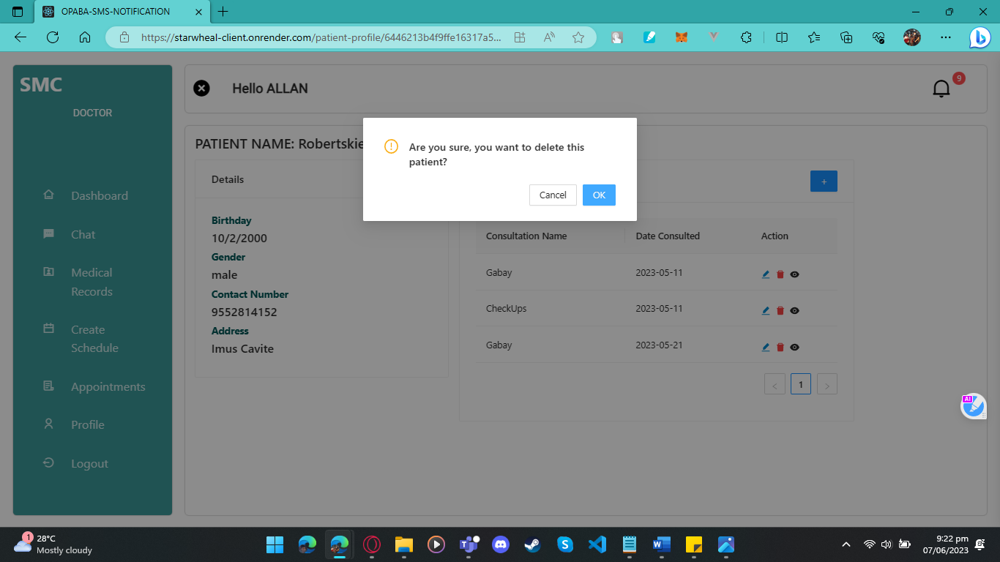 OPABA-SMS-NOTIFICATION
https://starwheal-client.onrender.com/patient-profile/6446213b4f9ffe16317a5...
SMC
DOCTOR
Dashboard
Chat
Medical
Records
Create
Schedule
Appointments
Profile
Logout
Hello ALLAN
9
PATIENT NAME: Robertskie
Are you sure, you want to delete this
patient?
Cancel
OK
Details
+
Birthday
10/2/2000
Gender
male
Contact Number
9552814152
Address
Imus Cavite
Consultation Name Date Consulted Action
Gabay 2023-05-11
CheckUps 2023-05-11
Gabay 2023-05-21
< 1 >
AI
1
28°C
Mostly cloudy
9:22 pm
07/06/2023